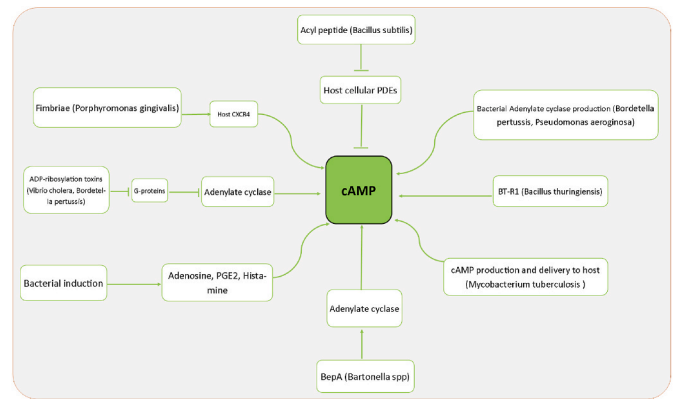 Acyl peptide (Bacillus subtilis)
Host cellular PDEs
Fimbriae (Porphyromonas gingivalis)
Host CXCR4
Bacterial Adenylate cyclase production (Bordetella
pertussis, Pseudomonas aeroginosa)
ADP-ribosylation toxins
(Vibrio cholera, Bordetel-
lla pertussis)
G-proteins
Adenylate cyclase
cAMP
BT-R1 (Bacillus thuringiensis)
Bacterial induction
Adenosine, PGE2, Hista-
mine
cAMP production and delivery to host
(Mycobacterium tuberculosis )
Adenylate cyclase
BepA (Bartonella spp)